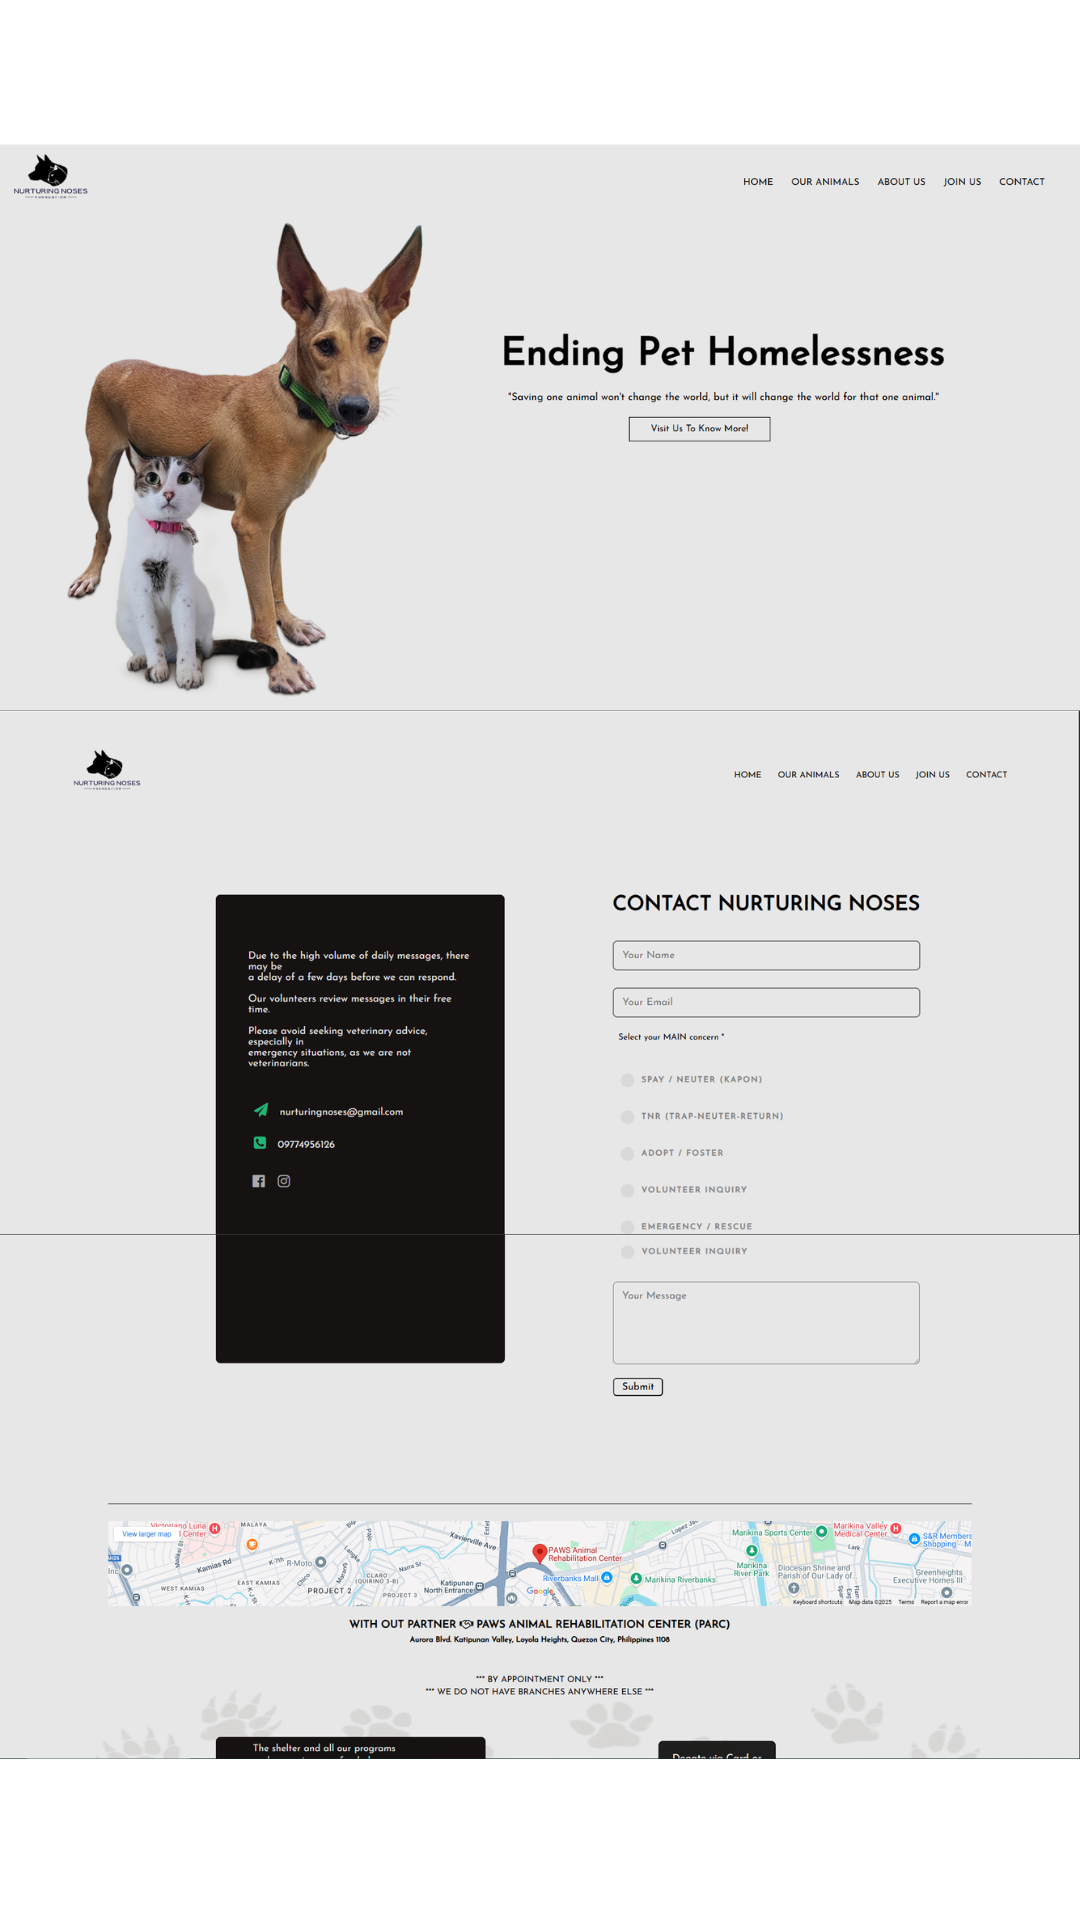 NURTURING NOSES
FOUNDATION
HOME OUR ANIMALS ABOUT US JOIN US CONTACT
Ending Pet Homelessness
"Saving one animal won't change the world, but it will change the world for that one animal."
Visit Us To Know More!
NURTURING NOSES
FOUNDATION
HOME OUR ANIMALS ABOUT US JOIN US CONTACT
Due to the high volume of daily messages, there
may be
a delay of a few days before we can respond.
Our volunteers review messages in their free
time.
Please avoid seeking veterinary advice,
especially in
emergency situations, as we are not
veterinarians.
nurturingnoses@gmail.com
09774956126
CONTACT NURTURING NOSES
Your Name
Your Email
Select your MAIN concern *
SPAY / NEUTER (KAPON)
TNR (TRAP-NEUTER-RETURN)
ADOPT / FOSTER
VOLUNTEER INQUIRY
EMERGENCY / RESCUE
VOLUNTEER INQUIRY
Your Message
Submit
View larger map
Center
MALAYA
Kamias Rd
K-7th
R-Moto
WEST KAMIAS
EAST KAMIAS
PROJECT 2
CLARO
(QUIRINO 3-B)
PROJECT 3
Narra St
Xavierville Ave
Katipunan
North Entrance
PAWS Animal
Rehabilitation Center
Riverbanks Mall
Google
Marikina Riverbanks
Marikina Sports Center
Marikina
River Park
Marikina Valley
Medical Center
Lark
Diocesan Shrine and
Parish of Our Lady of
S&R Members
Shopping - M
Greenheights
Executive Homes III
Keyboard shortcuts Map data ©2025 Terms Report a map error
WITH OUT PARTNER PAWS ANIMAL REHABILITATION CENTER (PARC)
Aurora Blvd. Katipunan Valley, Loyola Heights, Quezon City, Philippines 1108
*** BY APPOINTMENT ONLY ***
*** WE DO NOT HAVE BRANCHES ANYWHERE ELSE ***
The shelter and all our programs
Donate via Card or